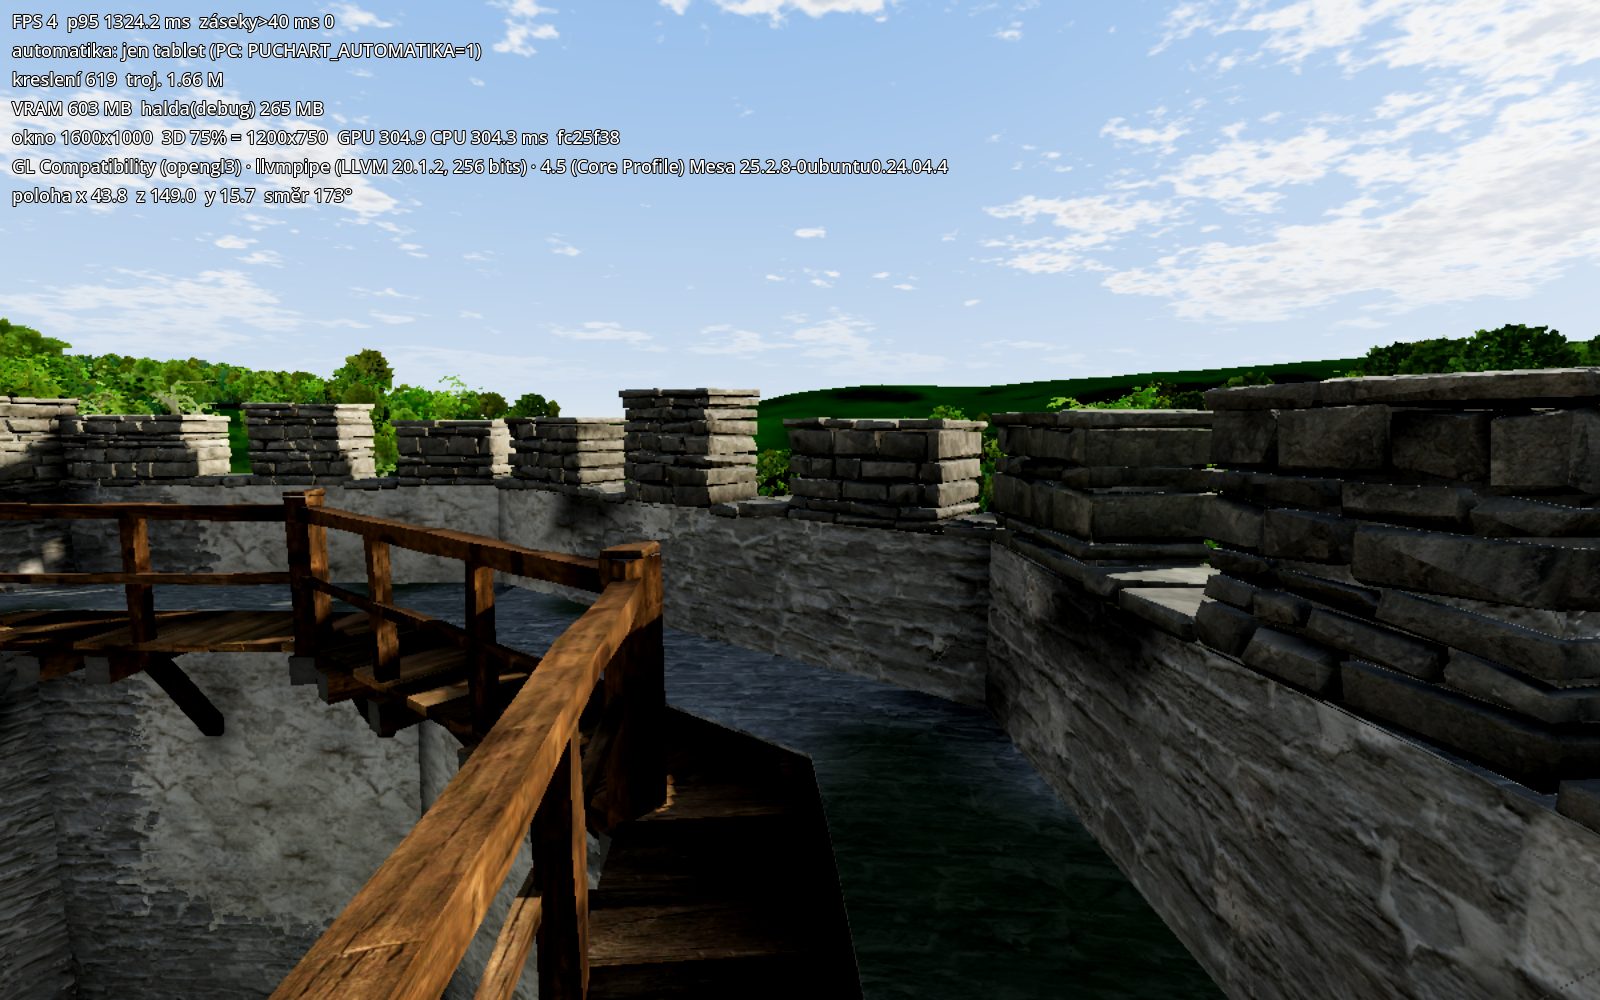 FPS 4  p95 1324.2 ms  záseky>40 ms 0
automatika: jen tablet (PC: PUCHART_AUTOMATIKA=1)
kreslení 619  troj. 1.66 M
VRAM 603 MB  halda(debug) 265 MB
okno 1600x1000  3D 75% = 1200x750  GPU 304.9 CPU 304.3 ms  fc25f38
GL Compatibility (opengl3) · llvmpipe (LLVM 20.1.2, 256 bits) · 4.5 (Core Profile) Mesa 25.2.8-0ubuntu0.24.04.4
poloha x 43.8  z 149.0  y 15.7  směr 173°